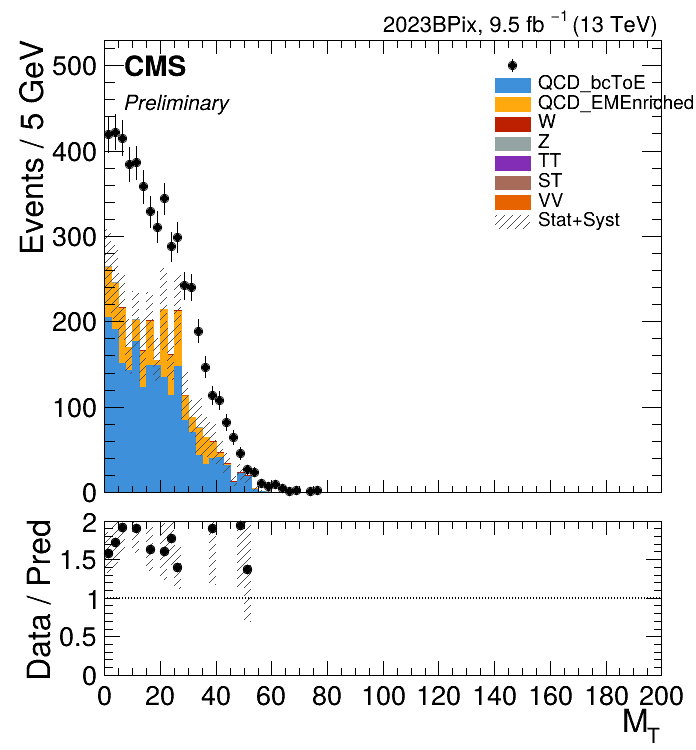 2023BPix, 9.5 fb⁻¹ (13 TeV)
CMS
Preliminary
QCD_bcToE
QCD_EMEnriched
W
Z
TT
ST
VV
Stat+Syst
Events / 5 GeV
500
400
300
200
100
0
Data / Pred
2
1.5
1
0.5
0
0 20 40 60 80 100 120 140 160 180 200
M_T